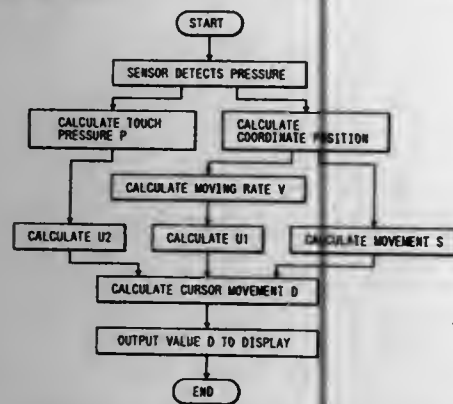 START
SENSOR DETECTS PRESSURE
CALCULATE TOUCH
PRESSURE P
CALCULATE
COORDINATE POSITION
CALCULATE MOVING RATE V
CALCULATE U2
CALCULATE U1
CALCULATE MOVEMENT S
CALCULATE CURSOR MOVEMENT D
OUTPUT VALUE D TO DISPLAY
END